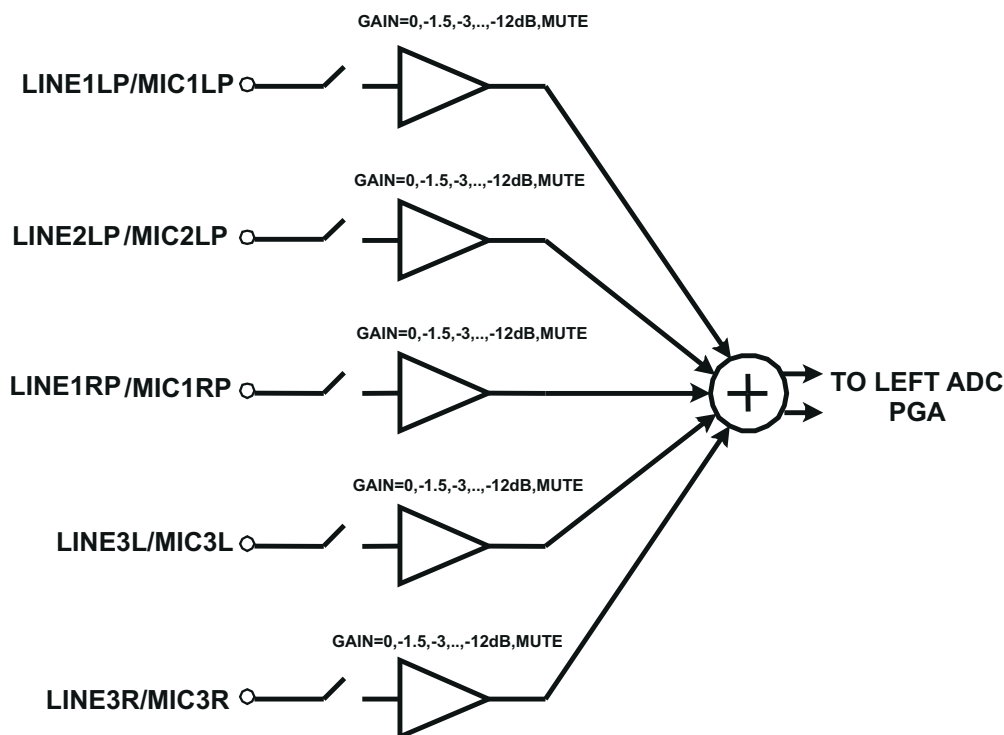 GAIN=0,-1.5,-3,..,-12dB,MUTE
LINE1LP/MIC1LP
GAIN=0,-1.5,-3,..,-12dB,MUTE
LINE2LP/MIC2LP
GAIN=0,-1.5,-3,..,-12dB,MUTE
LINE1RP/MIC1RP
TO LEFT ADC
PGA
GAIN=0,-1.5,-3,..,-12dB,MUTE
LINE3L/MIC3L
GAIN=0,-1.5,-3,..,-12dB,MUTE
LINE3R/MIC3R